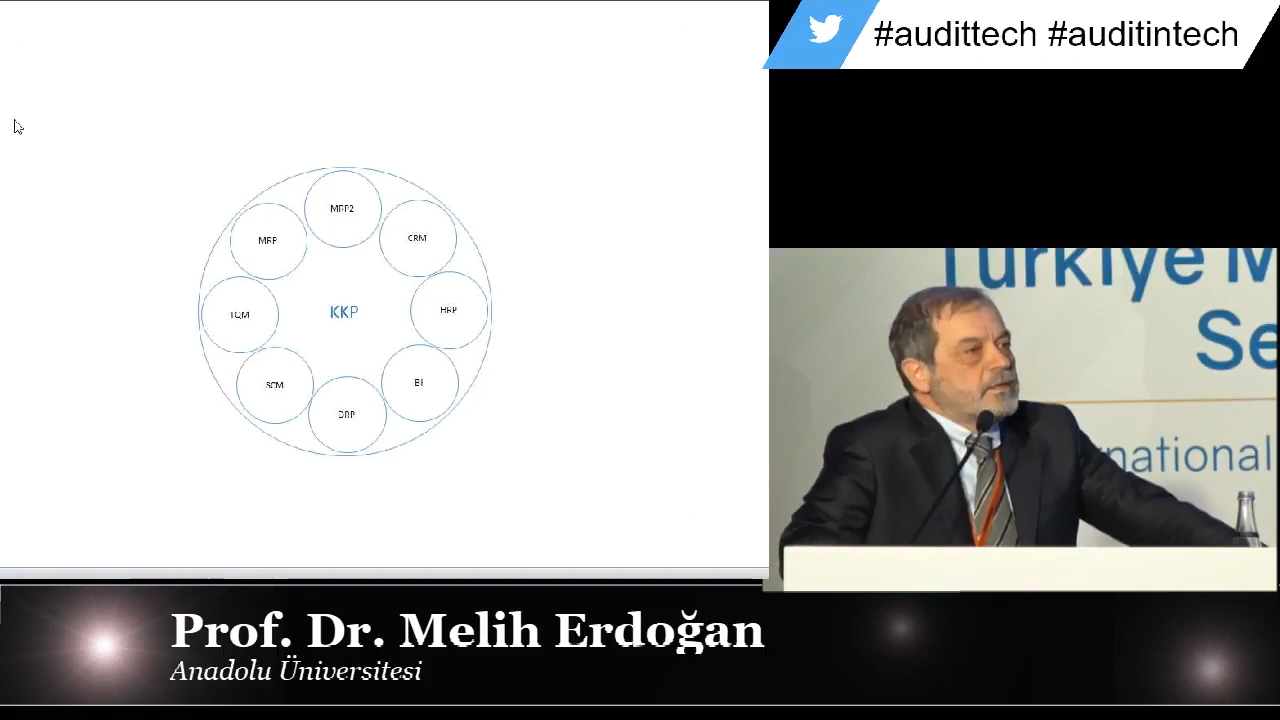 #audittech #auditintech
MRP2
MRP
CRM
TQM
KKP
HRP
SCM
BI
DRP
Türkiye M
Se
national
Prof. Dr. Melih Erdoğan
Anadolu Üniversitesi